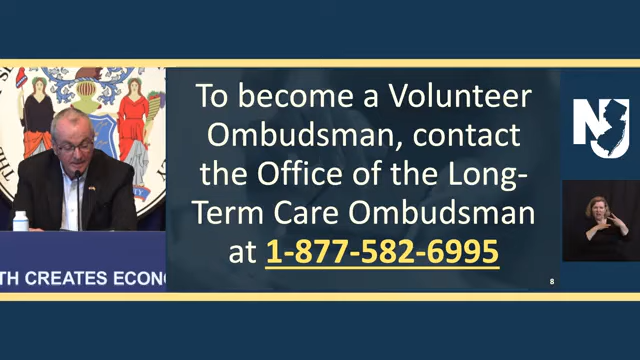 To become a Volunteer
Ombudsman, contact
the Office of the Long-
Term Care Ombudsman
at 1-877-582-6995
8
NJ
TH CREATES ECONO